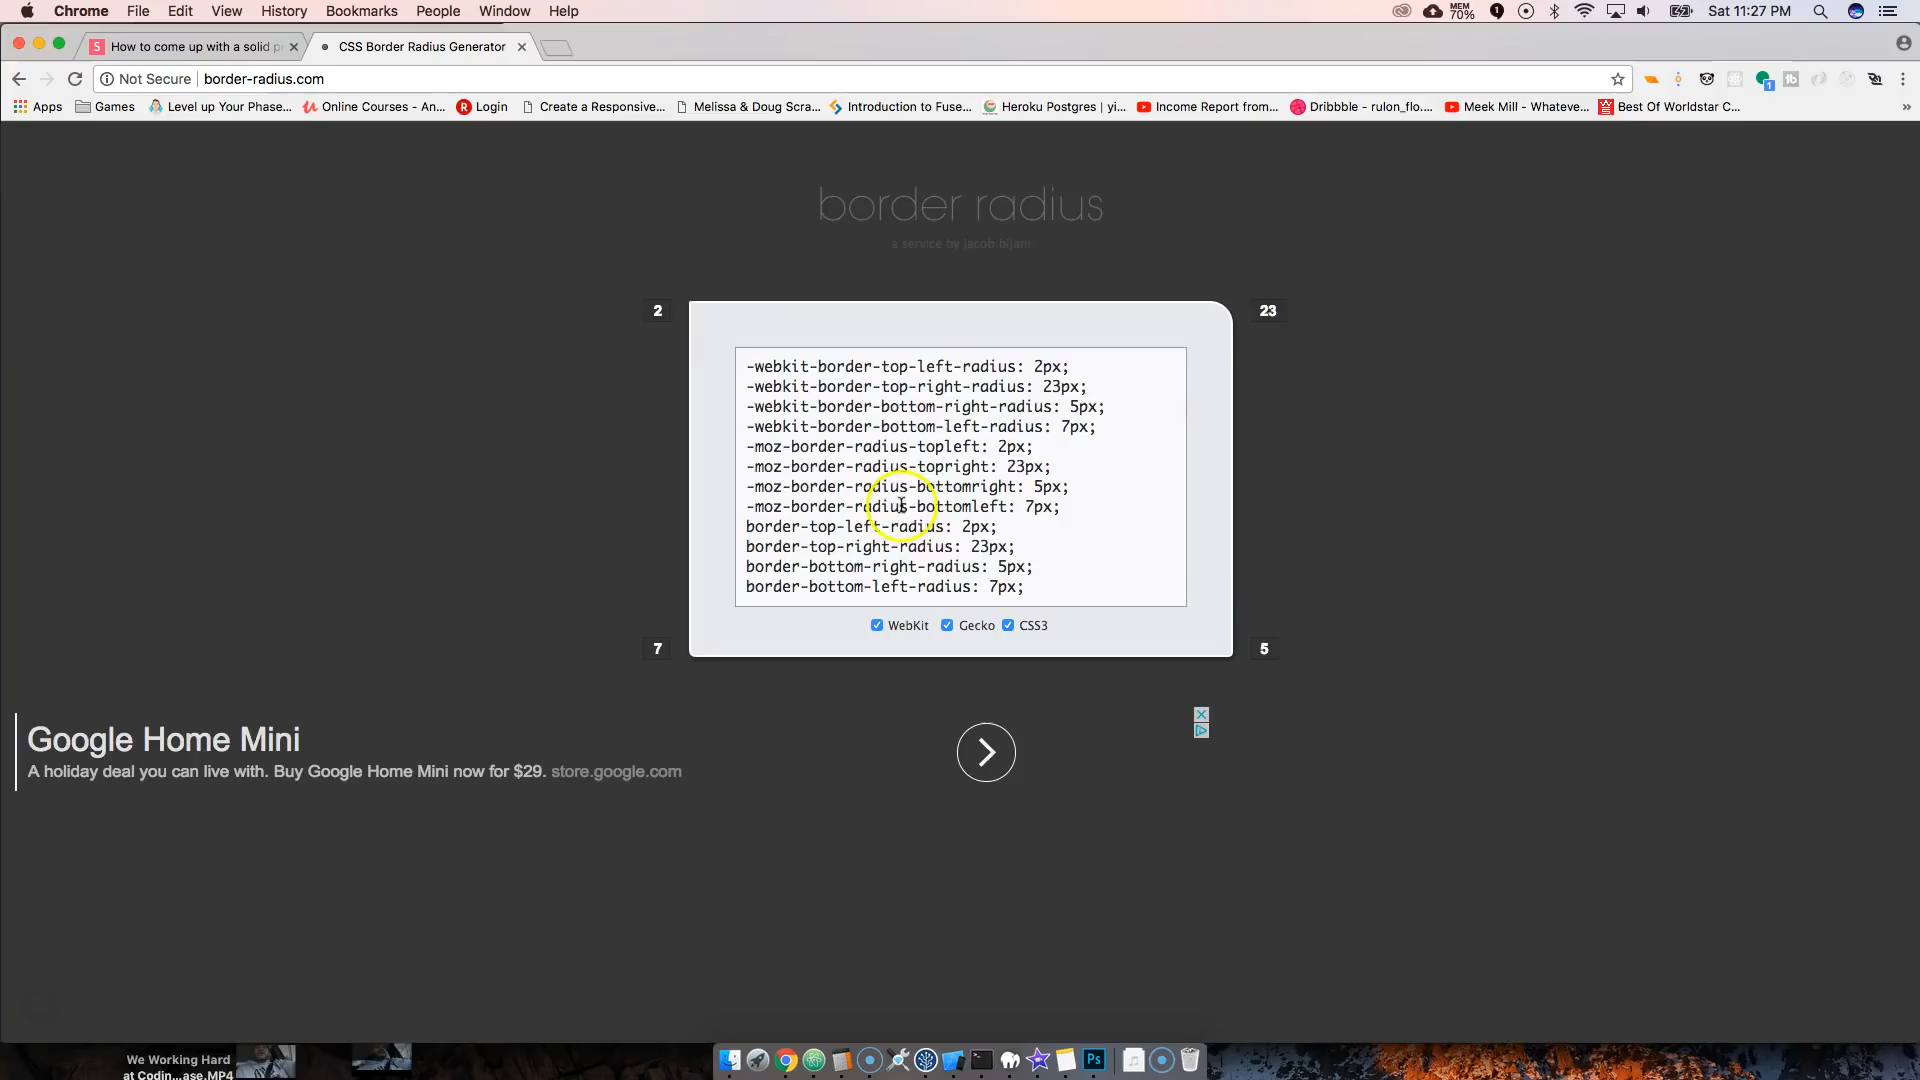 Chrome File Edit View History Bookmarks People Window Help
MEM 70% Sat 11:27 PM
How to come up with a solid p
CSS Border Radius Generator
Not Secure border-radius.com
Apps Games Level up Your Phase... Online Courses - An... Login Create a Responsive... Melissa & Doug Scra... Introduction to Fuse... Heroku Postgres | yi... Income Report from... Dribbble - rulon_flo.... Meek Mill - Whateve... Best Of Worldstar C... »
border radius
a service by jacob bijani
2
23
-webkit-border-top-left-radius: 2px;
-webkit-border-top-right-radius: 23px;
-webkit-border-bottom-right-radius: 5px;
-webkit-border-bottom-left-radius: 7px;
-moz-border-radius-topleft: 2px;
-moz-border-radius-topright: 23px;
-moz-border-radius-bottomright: 5px;
-moz-border-radius-bottomleft: 7px;
border-top-left-radius: 2px;
border-top-right-radius: 23px;
border-bottom-right-radius: 5px;
border-bottom-left-radius: 7px;
WebKit Gecko CSS3
7
5
Google Home Mini
A holiday deal you can live with. Buy Google Home Mini now for $29. store.google.com
We Working Hard
at Codin...ase.MP4
Ps